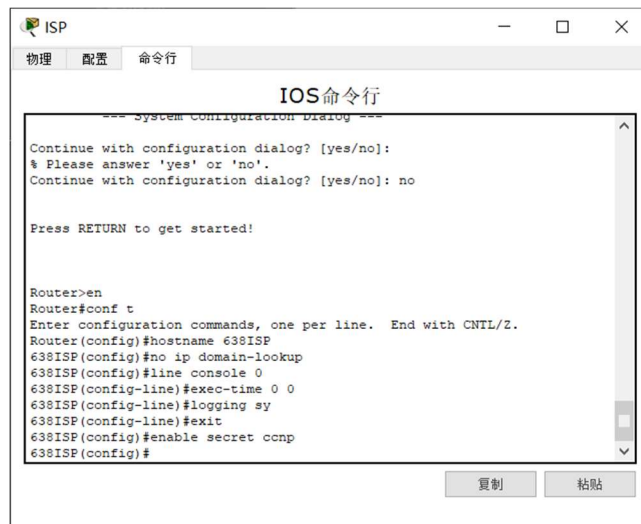 ISP
物理 配置 命令行
IOS命令行
--- System Configuration Dialog ---
Continue with configuration dialog? [yes/no]:
% Please answer 'yes' or 'no'.
Continue with configuration dialog? [yes/no]: no
Press RETURN to get started!
Router>en
Router#conf t
Enter configuration commands, one per line.  End with CNTL/Z.
Router(config)#hostname 638ISP
638ISP(config)#no ip domain-lookup
638ISP(config)#line console 0
638ISP(config-line)#exec-time 0 0
638ISP(config-line)#logging sy
638ISP(config-line)#exit
638ISP(config)#enable secret ccnp
638ISP(config)#
复制 粘贴